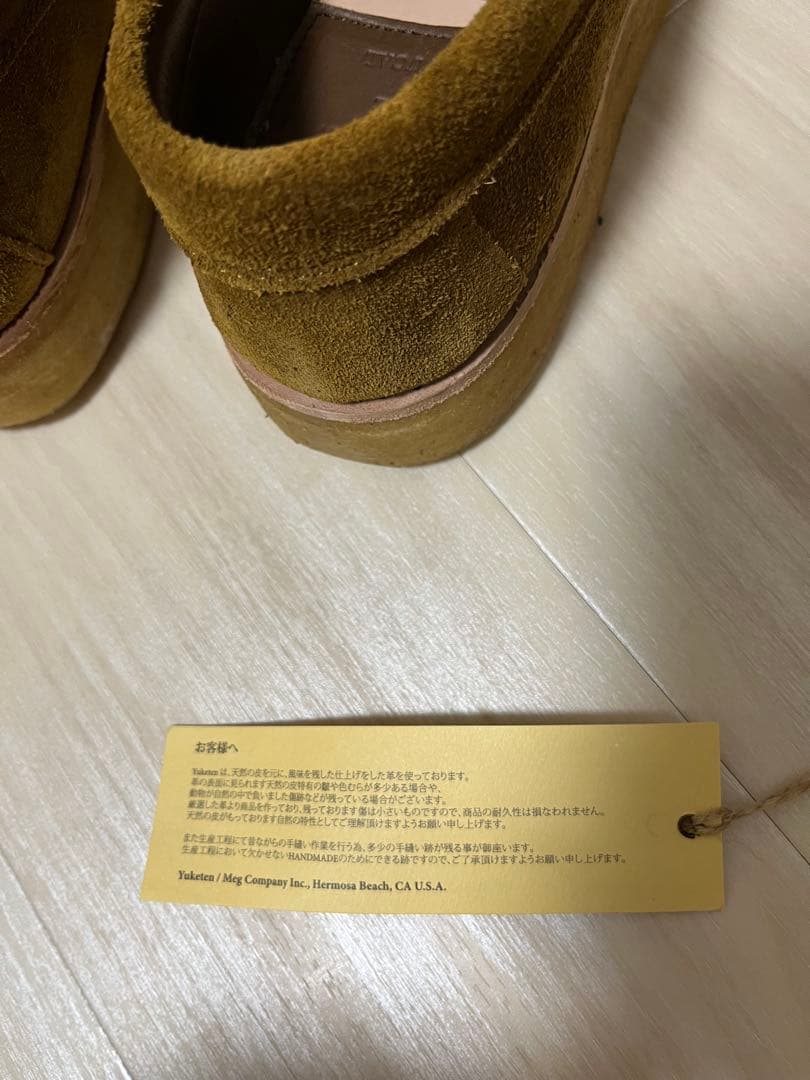 お客様へ
Yuketen は、天然の皮を元に、風味を残した仕上げをした革を使っております。
革の表面に見られます天然の皮特有の皺や色むらが多少ある場合や、
動物が自然の中で負いました傷跡などが残っている場合がございます。
厳選した革より商品を作っており、残っております傷は小さいものですので、商品の耐久性は損なわれません。
天然の皮がもっております自然の特性としてご理解頂けますようお願い申し上げます。
また生産工程にて昔ながらの手縫い作業を行う為、多少の手縫い跡が残る事が御座います。
生産工程において欠かせないHANDMADEのためにできる跡ですので、ご了承頂けますようお願い申し上げます。
Yuketen / Meg Company Inc., Hermosa Beach, CA U.S.A.